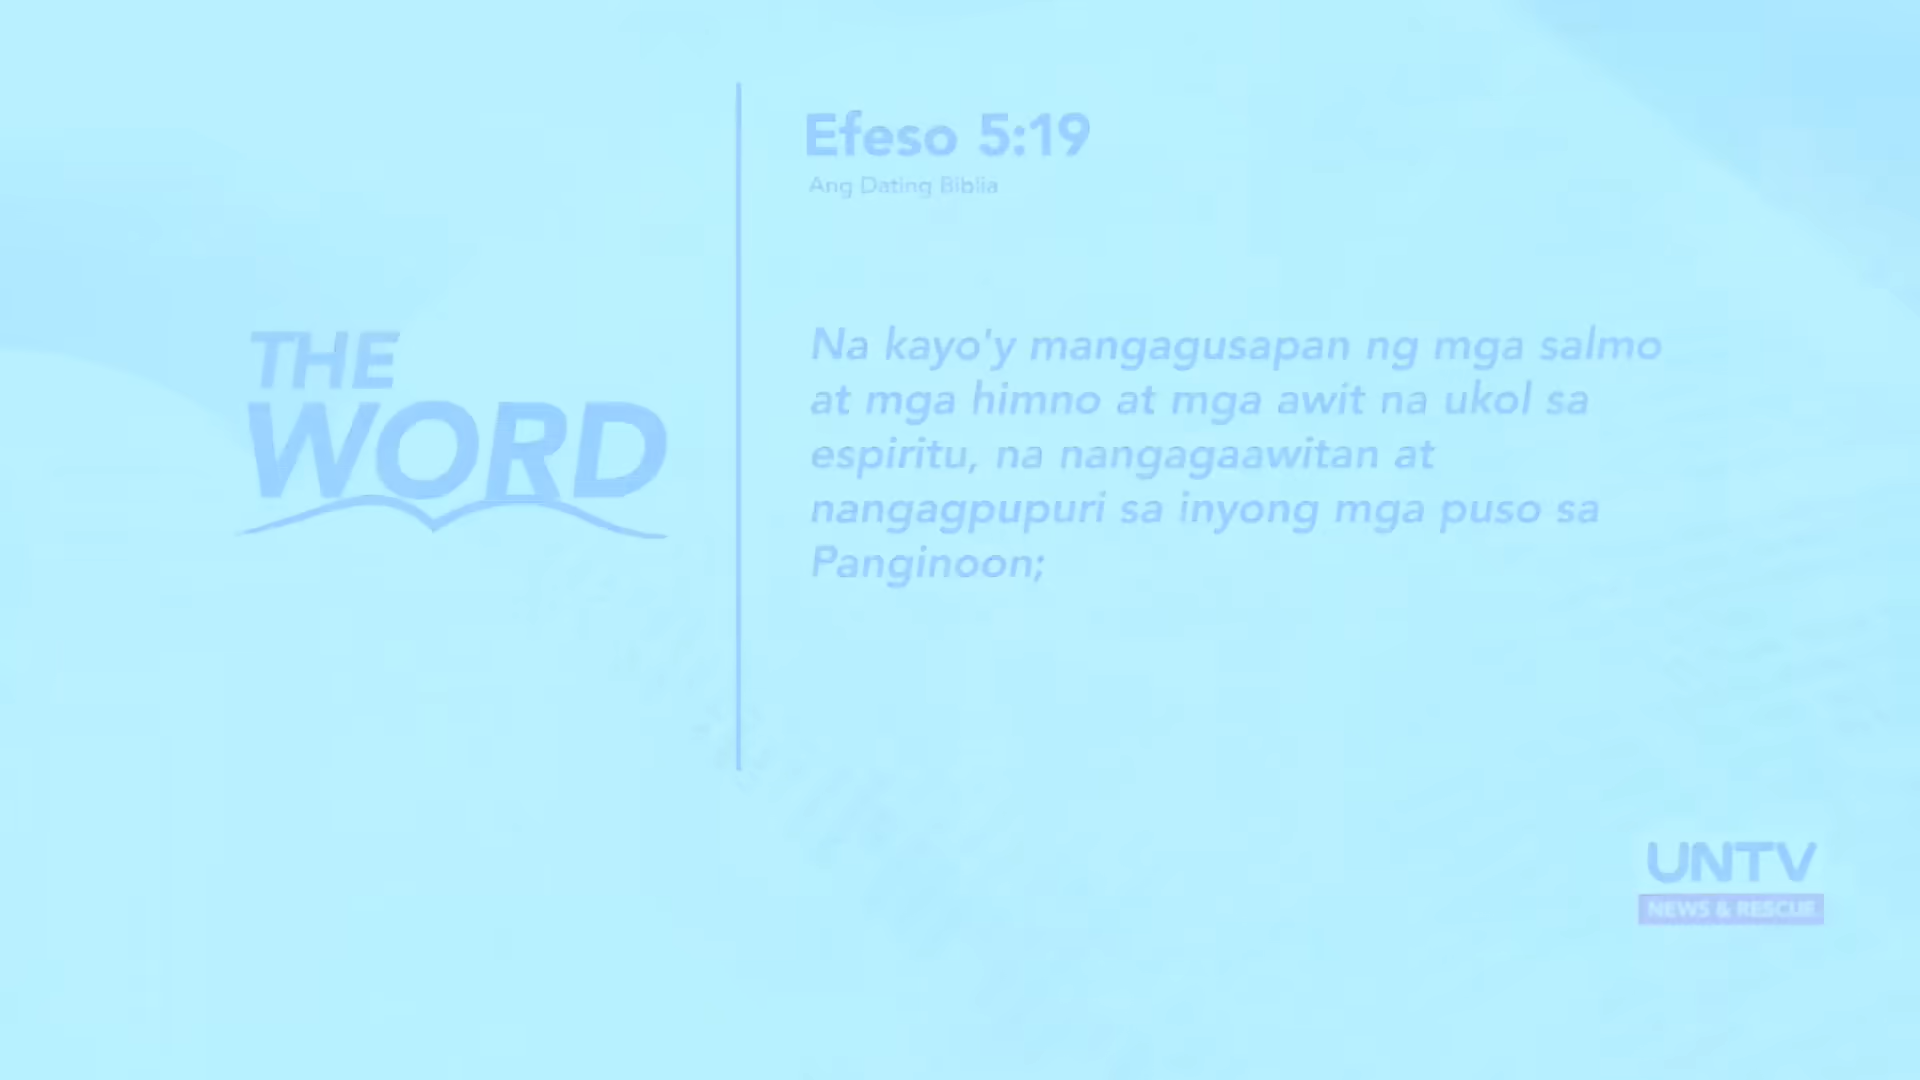 THE
WORD
Efeso 5:19
Ang Dating Biblia
Na kayo'y mangagusapan ng mga salmo
at mga himno at mga awit na ukol sa
espiritu, na nangagaawitan at
nangagpupuri sa inyong mga puso sa
Panginoon;
UNTV
NEWS & RESCUE